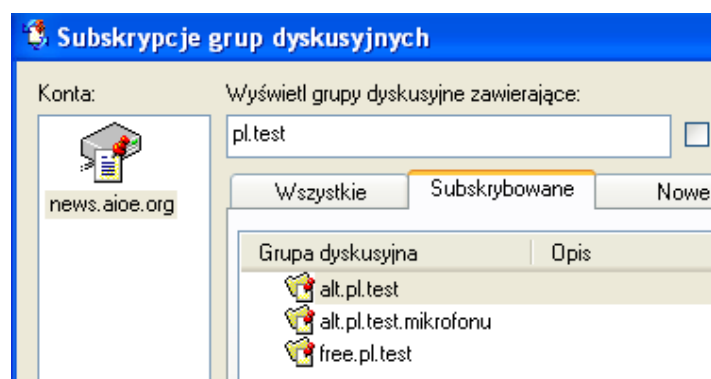 Subskrypcje grup dyskusyjnych
Konta:
Wyświetl grupy dyskusyjne zawierające:
pl.test
news.aioe.org
Wszystkie Subskrybowane Nowe
Grupa dyskusyjna Opis
alt.pl.test
alt.pl.test.mikrofonu
free.pl.test